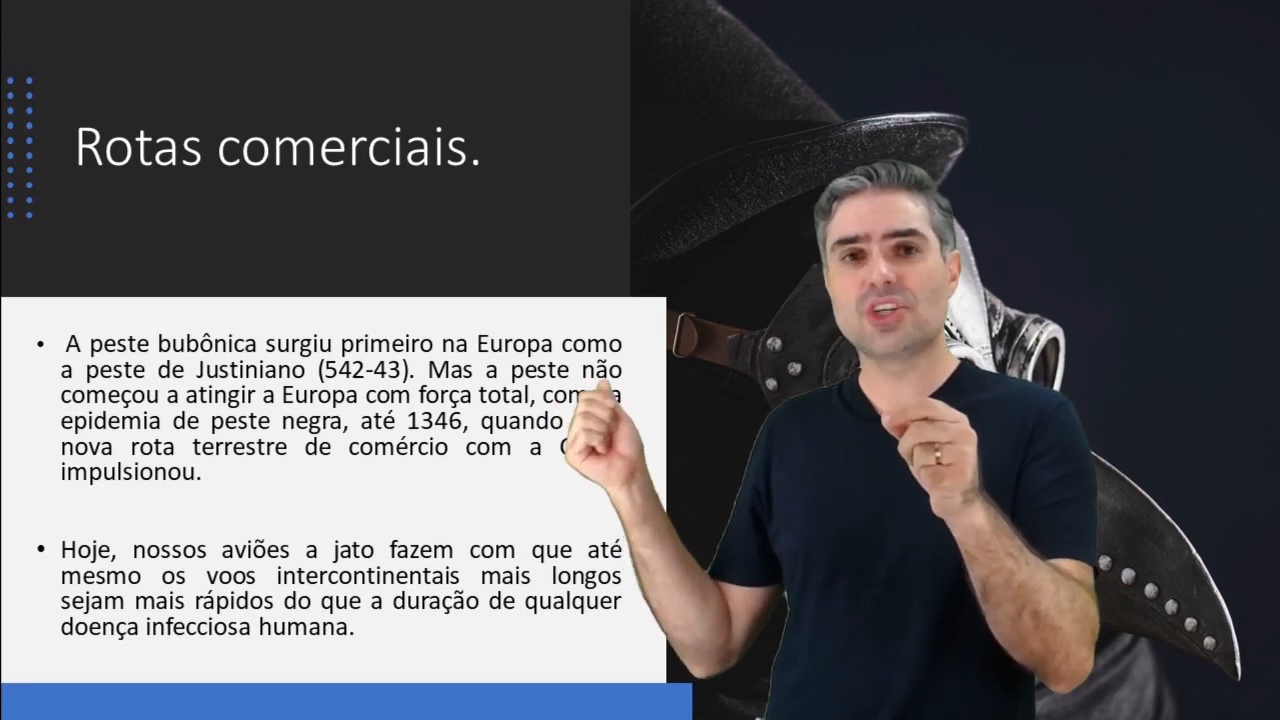 Rotas comerciais.
• A peste bubônica surgiu primeiro na Europa como
a peste de Justiniano (542-43). Mas a peste não
começou a atingir a Europa com força total, com
epidemia de peste negra, até 1346, quando
nova rota terrestre de comércio com a
impulsionou.
• Hoje, nossos aviões a jato fazem com que até
mesmo os voos intercontinentais mais longos
sejam mais rápidos do que a duração de qualquer
doença infecciosa humana.